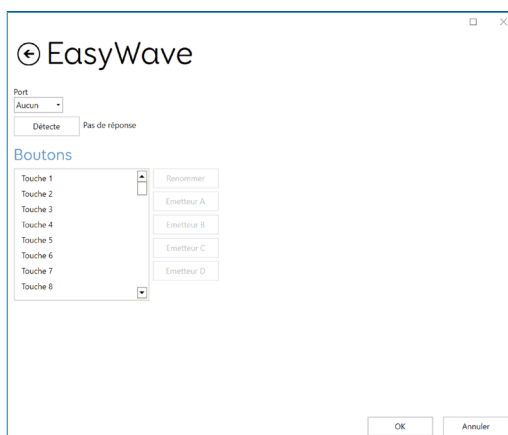 EasyWave
Port
Aucun
Détecte Pas de réponse
Boutons
Touche 1
Touche 2
Touche 3
Touche 4
Touche 5
Touche 6
Touche 7
Touche 8
Renommer
Emetteur A
Emetteur B
Emetteur C
Emetteur D
OK Annuler